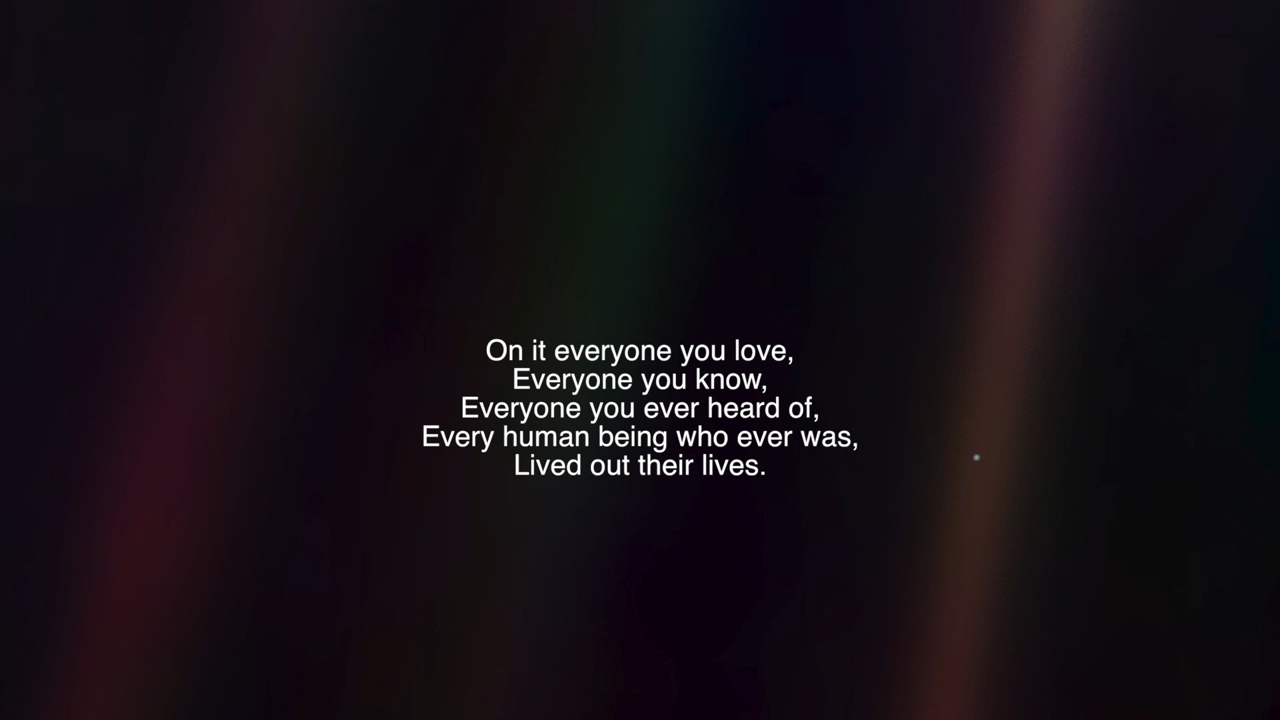 On it everyone you love,
Everyone you know,
Everyone you ever heard of,
Every human being who ever was,
Lived out their lives.